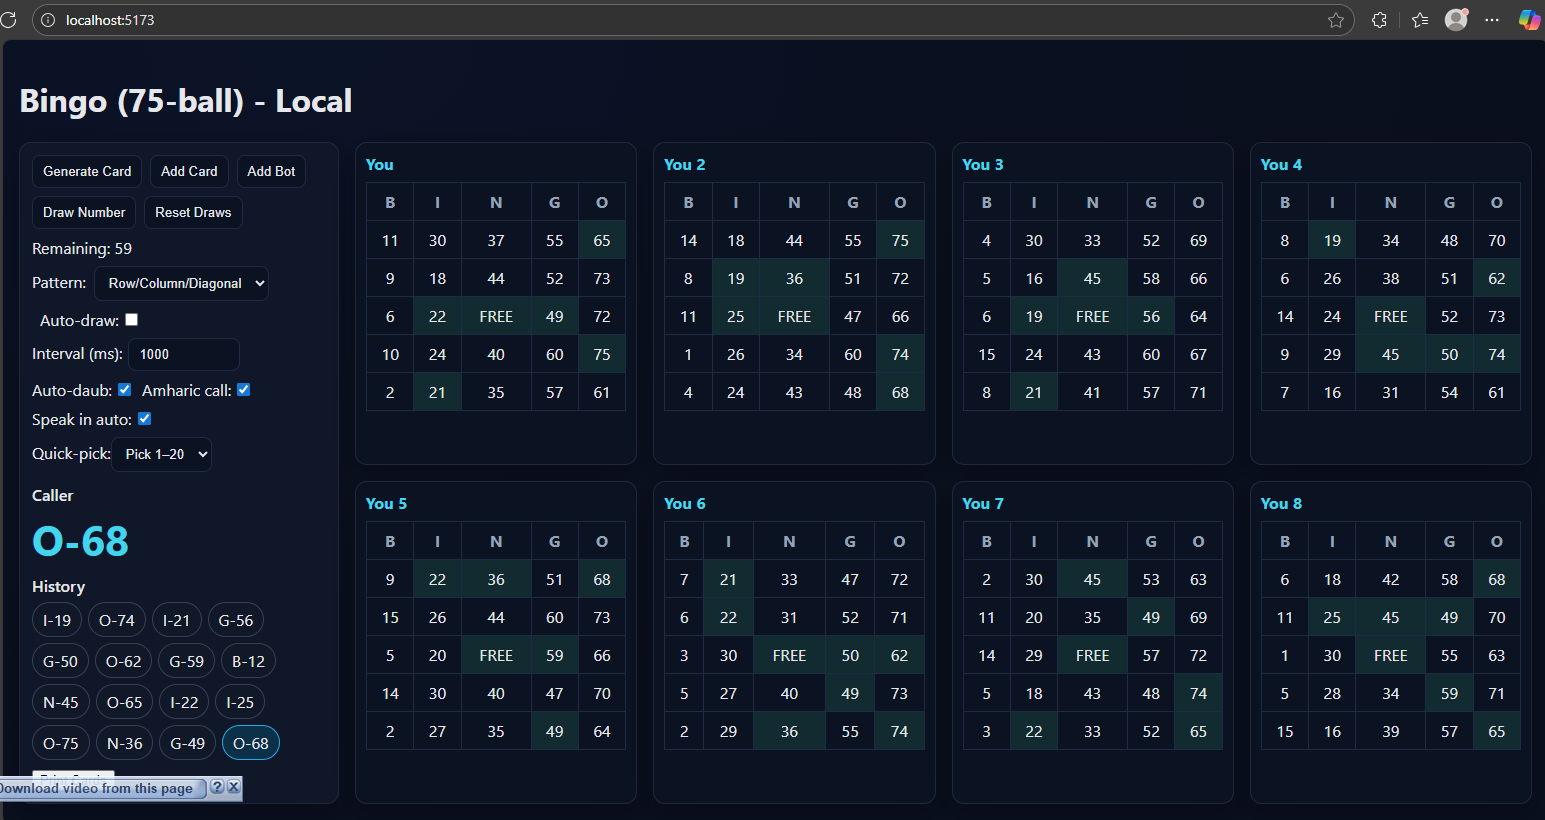 localhost:5173
Bingo (75-ball) - Local
Generate Card Add Card Add Bot
Draw Number Reset Draws
Remaining: 59
Pattern: Row/Column/Diagonal
Auto-draw:
Interval (ms): 1000
Auto-daub: Amharic call:
Speak in auto:
Quick-pick: Pick 1–20
Caller
O-68
History
I-19 O-74 I-21 G-56
G-50 O-62 G-59 B-12
N-45 O-65 I-22 I-25
O-75 N-36 G-49 O-68
Download video from this page ? X
You
B I N G O
11 30 37 55 65
9 18 44 52 73
6 22 FREE 49 72
10 24 40 60 75
2 21 35 57 61
You 2
B I N G O
14 18 44 55 75
8 19 36 51 72
11 25 FREE 47 66
1 26 34 60 74
4 24 43 48 68
You 3
B I N G O
4 30 33 52 69
5 16 45 58 66
6 19 FREE 56 64
15 24 43 60 67
8 21 41 57 71
You 4
B I N G O
8 19 34 48 70
6 26 38 51 62
14 24 FREE 52 73
9 29 45 50 74
7 16 31 54 61
You 5
B I N G O
9 22 36 51 68
15 26 44 60 73
5 20 FREE 59 66
14 30 40 47 70
2 27 35 49 64
You 6
B I N G O
7 21 33 47 72
6 22 31 52 71
3 30 FREE 50 62
5 27 40 49 73
2 29 36 55 74
You 7
B I N G O
2 30 45 53 63
11 20 35 49 69
14 29 FREE 57 72
5 18 43 48 74
3 22 33 52 65
You 8
B I N G O
6 18 42 58 68
11 25 45 49 70
1 30 FREE 55 63
5 28 34 59 71
15 16 39 57 65